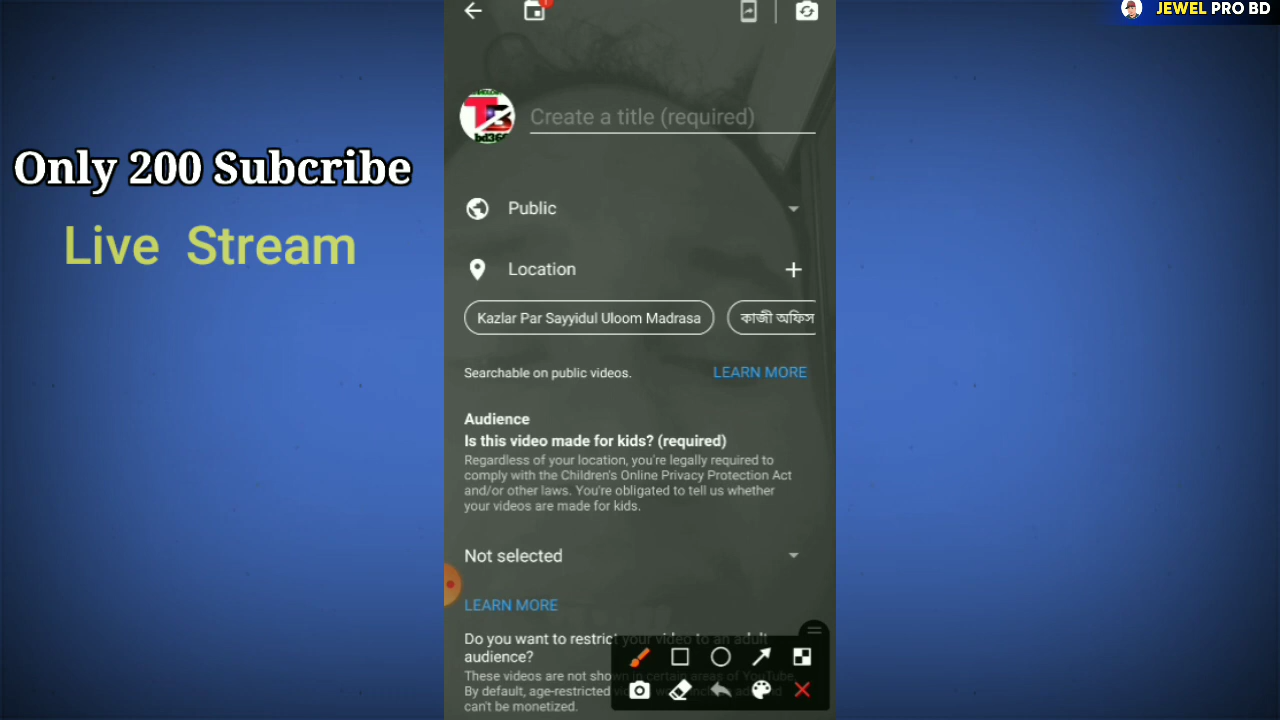 JEWEL PRO BD
Only 200 Subcribe
Live Stream
bd360
Create a title (required)
Public
Location
Kazlar Par Sayyidul Uloom Madrasa
কাজী অফিস
Searchable on public videos.
LEARN MORE
Audience
Is this video made for kids? (required)
Regardless of your location, you're legally required to
comply with the Children's Online Privacy Protection Act
and/or other laws. You're obligated to tell us whether
your videos are made for kids.
Not selected
LEARN MORE
Do you want to restrict your video to an adult
audience?
These videos are not shown in certain areas of YouTube.
By default, age-restricted
can't be monetized.